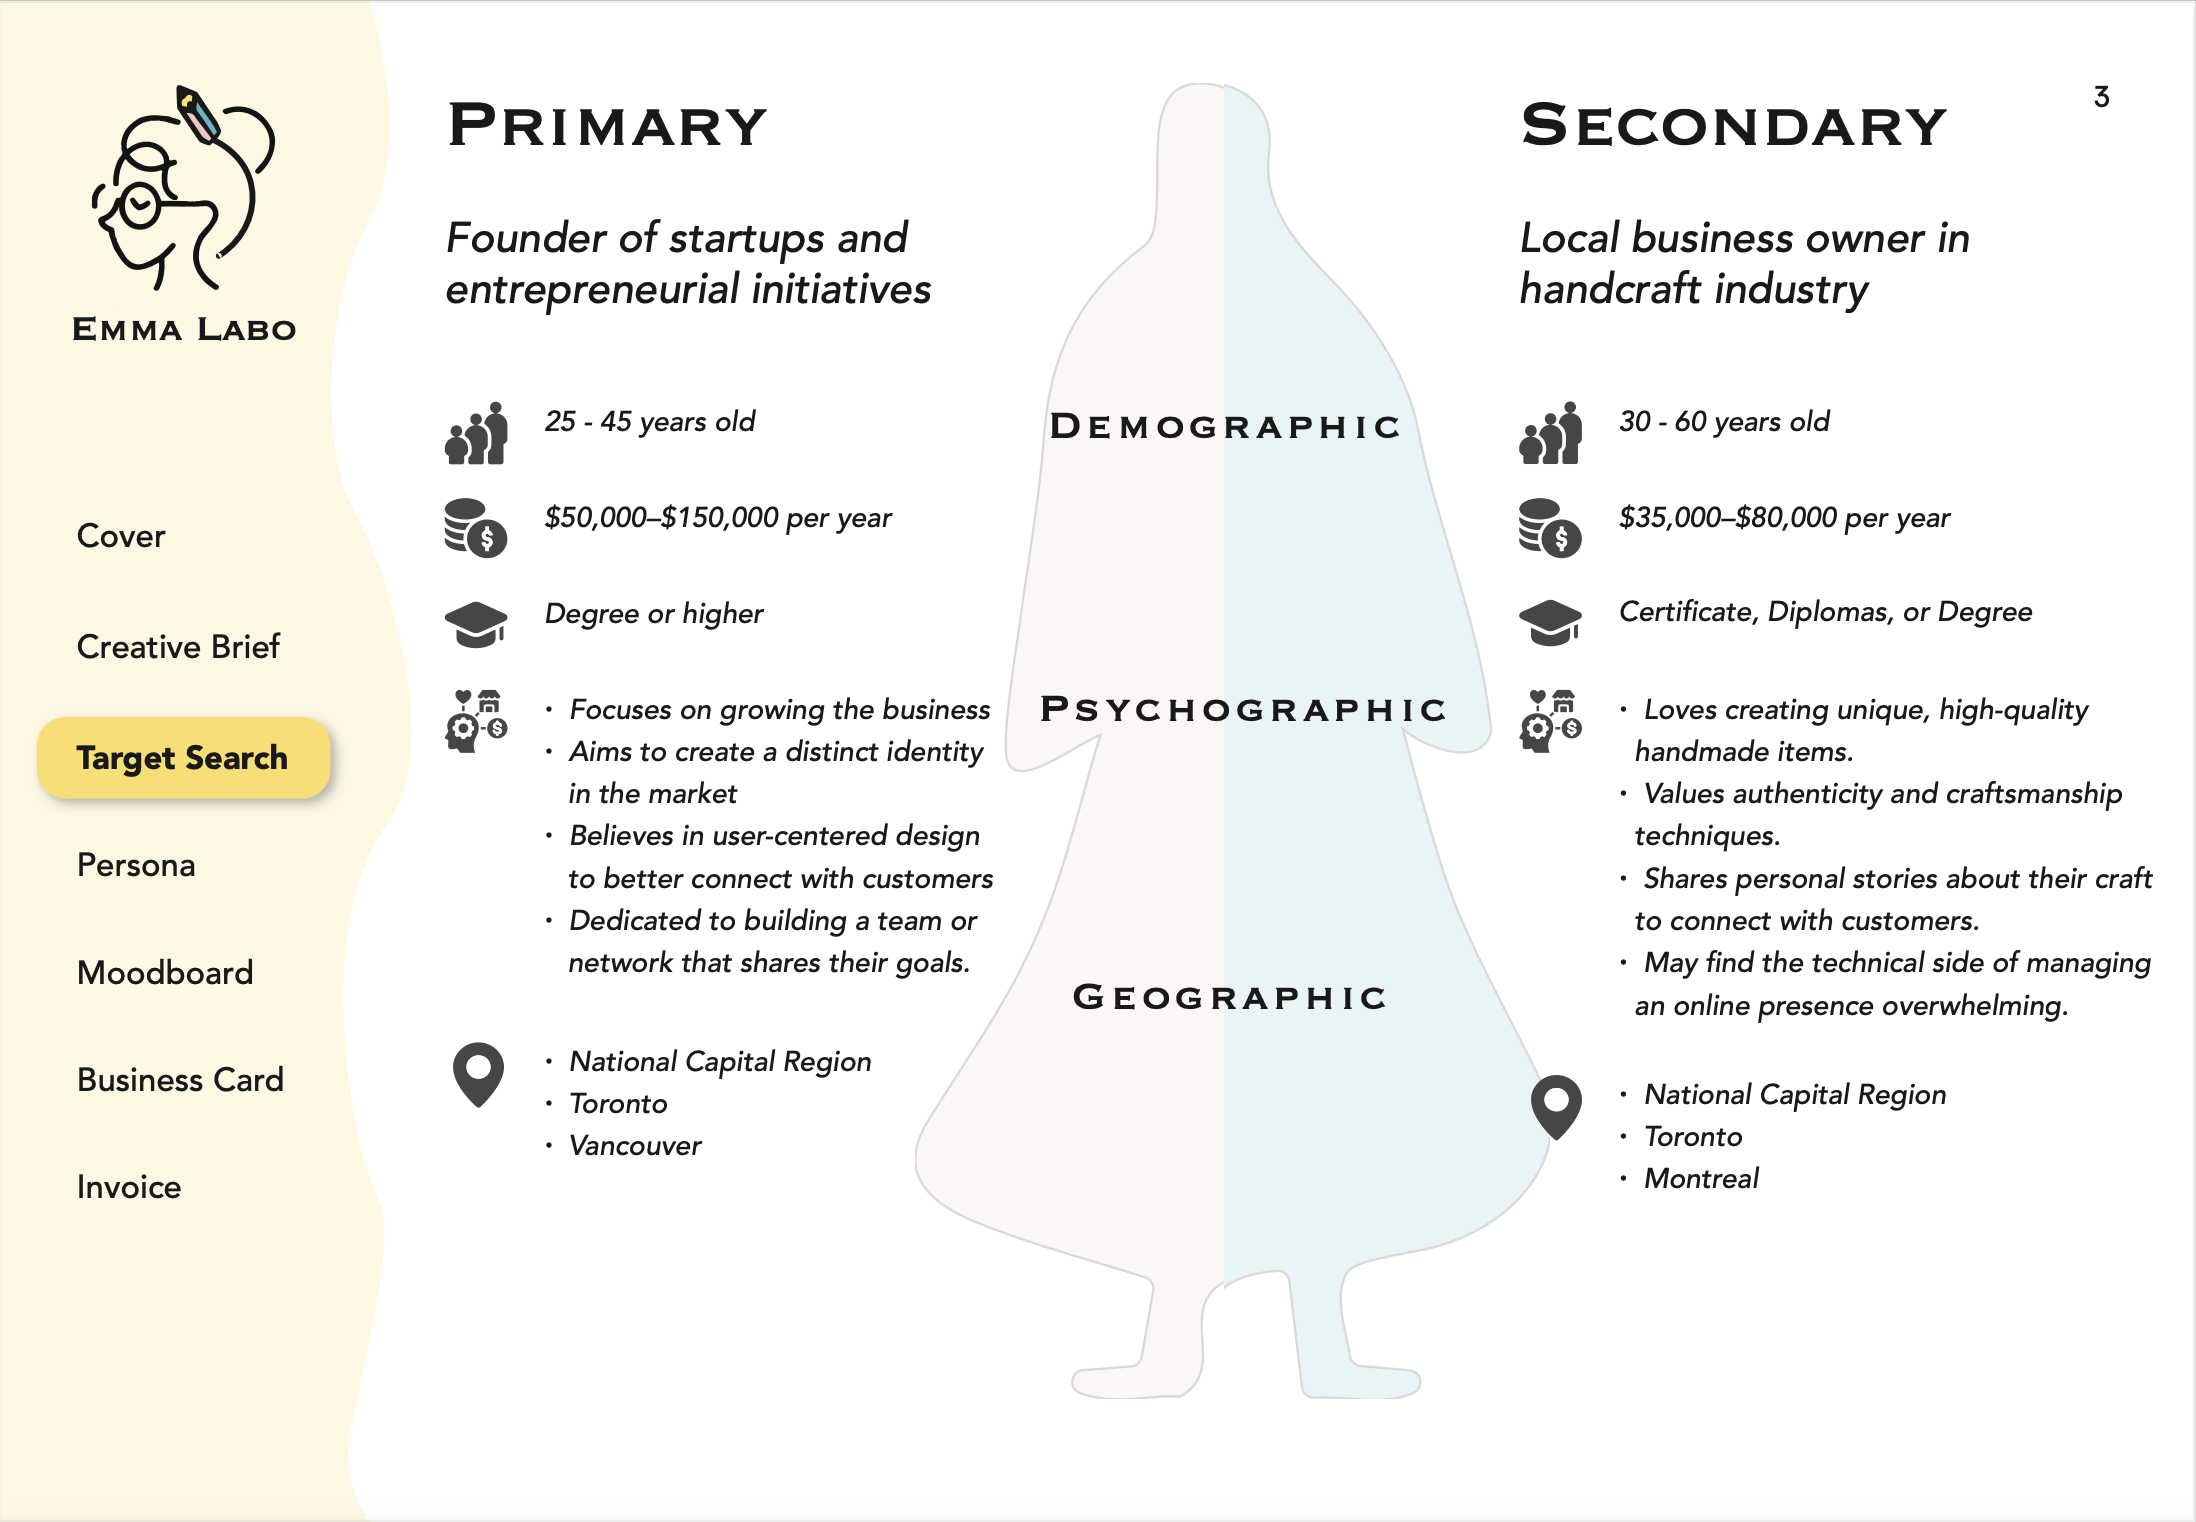 EMMA LABO
Cover
Creative Brief
Target Search
Persona
Moodboard
Business Card
Invoice
3
PRIMARY
Founder of startups and
entrepreneurial initiatives
25 - 45 years old
$50,000–$150,000 per year
Degree or higher
• Focuses on growing the business
• Aims to create a distinct identity
in the market
• Believes in user-centered design
to better connect with customers
• Dedicated to building a team or
network that shares their goals.
• National Capital Region
• Toronto
• Vancouver
DEMOGRAPHIC
PSYCHOGRAPHIC
GEOGRAPHIC
SECONDARY
Local business owner in
handcraft industry
30 - 60 years old
$35,000–$80,000 per year
Certificate, Diplomas, or Degree
• Loves creating unique, high-quality
handmade items.
• Values authenticity and craftsmanship
techniques.
• Shares personal stories about their craft
to connect with customers.
• May find the technical side of managing
an online presence overwhelming.
• National Capital Region
• Toronto
• Montreal